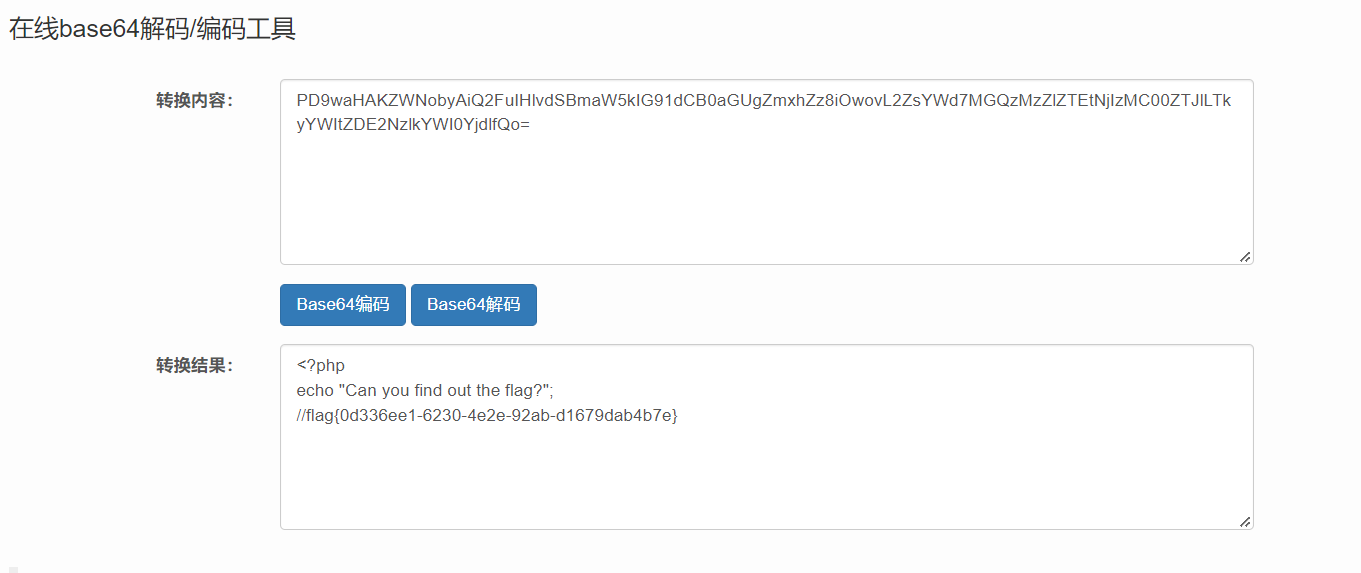 在线base64解码/编码工具
转换内容：
PD9waHAKZWNobyAiQ2FuIHlvdSBmaW5kIG91dCB0aGUgZmxhZz8iOwovL2ZsYWd7MGQzMzZlZTEtNjIzMC00ZTJlLTk
yYWItZDE2NzlkYWI0YjdlfQo=
Base64编码 Base64解码
转换结果：
<?php
echo "Can you find out the flag?";
//flag{0d336ee1-6230-4e2e-92ab-d1679dab4b7e}